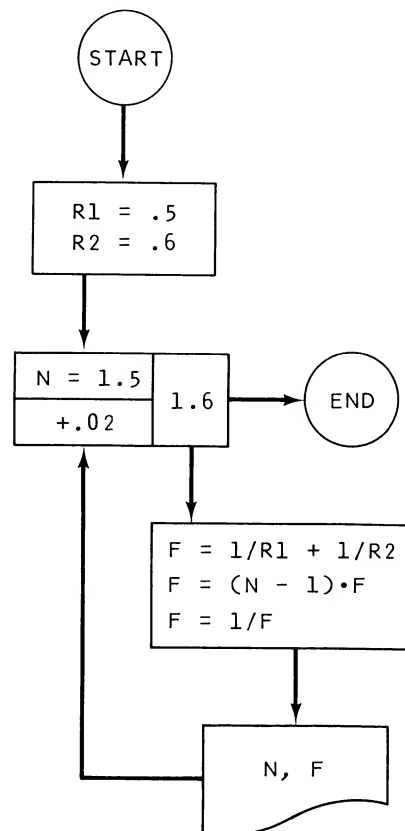 START
R1 = .5
R2 = .6
N = 1.5
+.02
1.6
END
F = 1/R1 + 1/R2
F = (N - 1)•F
F = 1/F
N, F